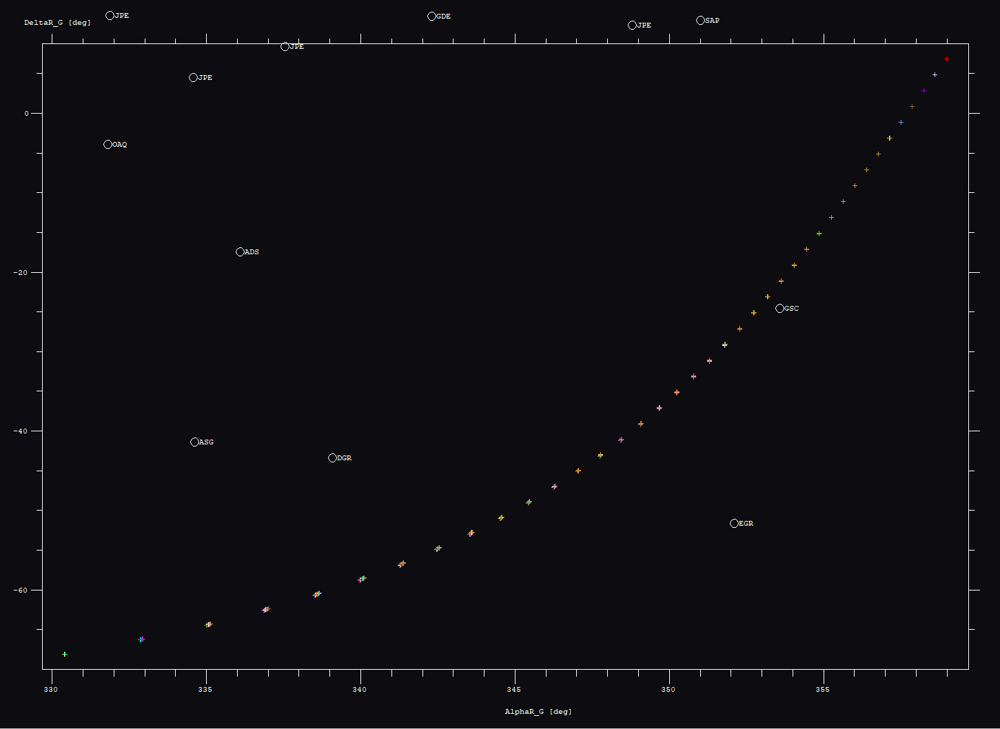 JPE
GDE
SAP
DeltaR_G [deg]
JPE
JPE
JPE
0
OAQ
ADS
-20
GSC
-40
ASG
DGR
EGR
-60
330 335 340 345 350 355
AlphaR_G [deg]